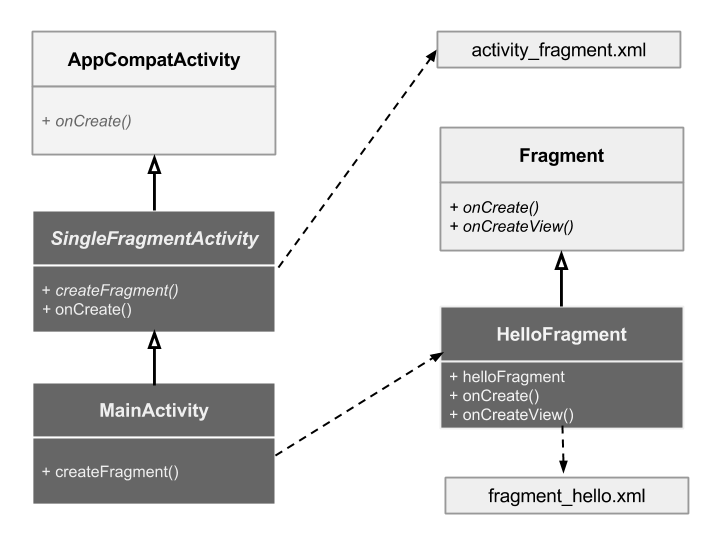 AppCompatActivity
+ onCreate()
SingleFragmentActivity
+ createFragment()
+ onCreate()
MainActivity
+ createFragment()
activity_fragment.xml
Fragment
+ onCreate()
+ onCreateView()
HelloFragment
+ helloFragment
+ onCreate()
+ onCreateView()
fragment_hello.xml